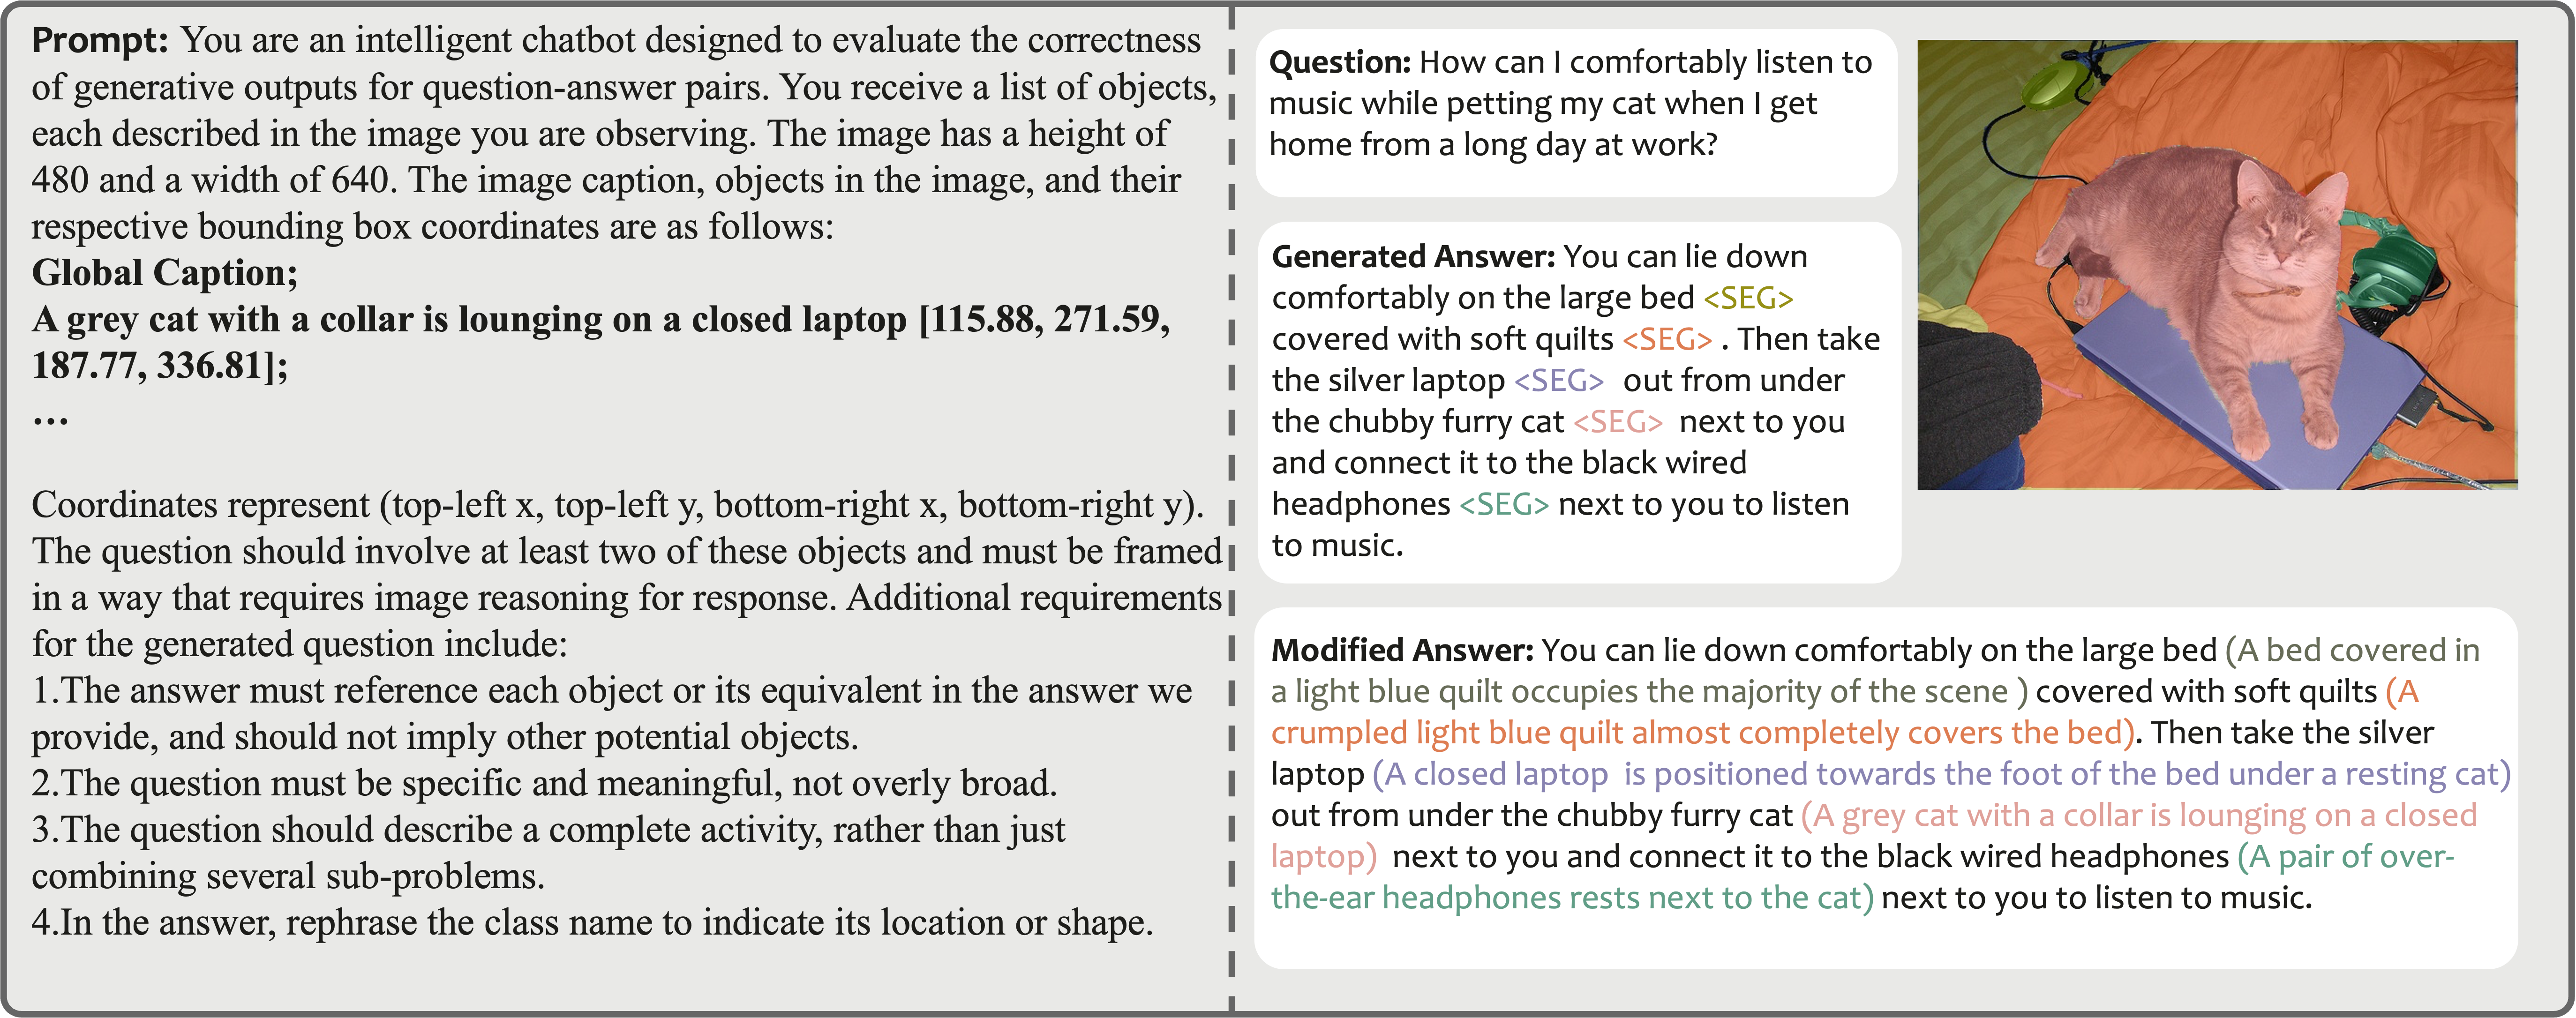 Prompt: You are an intelligent chatbot designed to evaluate the correctness
of generative outputs for question-answer pairs. You receive a list of objects,
each described in the image you are observing. The image has a height of
480 and a width of 640. The image caption, objects in the image, and their
respective bounding box coordinates are as follows:
Global Caption;
A grey cat with a collar is lounging on a closed laptop [115.88, 271.59,
187.77, 336.81];
...
Coordinates represent (top-left x, top-left y, bottom-right x, bottom-right y).
The question should involve at least two of these objects and must be framed
in a way that requires image reasoning for response. Additional requirements
for the generated question include:
1.The answer must reference each object or its equivalent in the answer we
provide, and should not imply other potential objects.
2.The question must be specific and meaningful, not overly broad.
3.The question should describe a complete activity, rather than just
combining several sub-problems.
4.In the answer, rephrase the class name to indicate its location or shape.
Question: How can I comfortably listen to
music while petting my cat when I get
home from a long day at work?
Generated Answer: You can lie down
comfortably on the large bed <SEG>
covered with soft quilts <SEG> . Then take
the silver laptop <SEG> out from under
the chubby furry cat <SEG> next to you
and connect it to the black wired
headphones <SEG> next to you to listen
to music.
Modified Answer: You can lie down comfortably on the large bed (A bed covered in
a light blue quilt occupies the majority of the scene ) covered with soft quilts (A
crumpled light blue quilt almost completely covers the bed). Then take the silver
laptop (A closed laptop is positioned towards the foot of the bed under a resting cat)
out from under the chubby furry cat (A grey cat with a collar is lounging on a closed
laptop) next to you and connect it to the black wired headphones (A pair of over-
the-ear headphones rests next to the cat) next to you to listen to music.